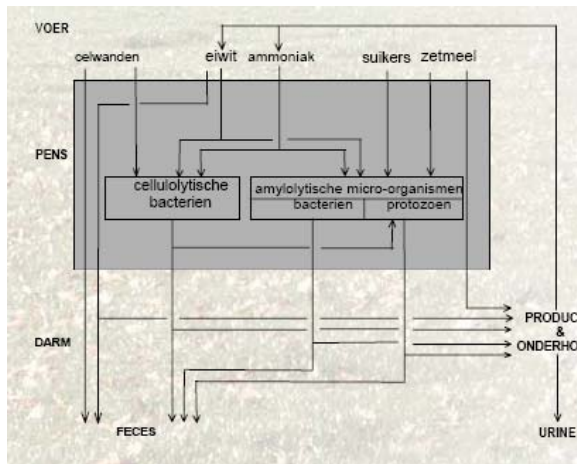 VOER
celwanden eiwit ammoniak suikers zetmeel
PENS
cellulolytische
bacterien
amylolytische micro-organismen
bacterien protozoen
DARM
PRODUC
&
ONDERHO
FECES
URINE